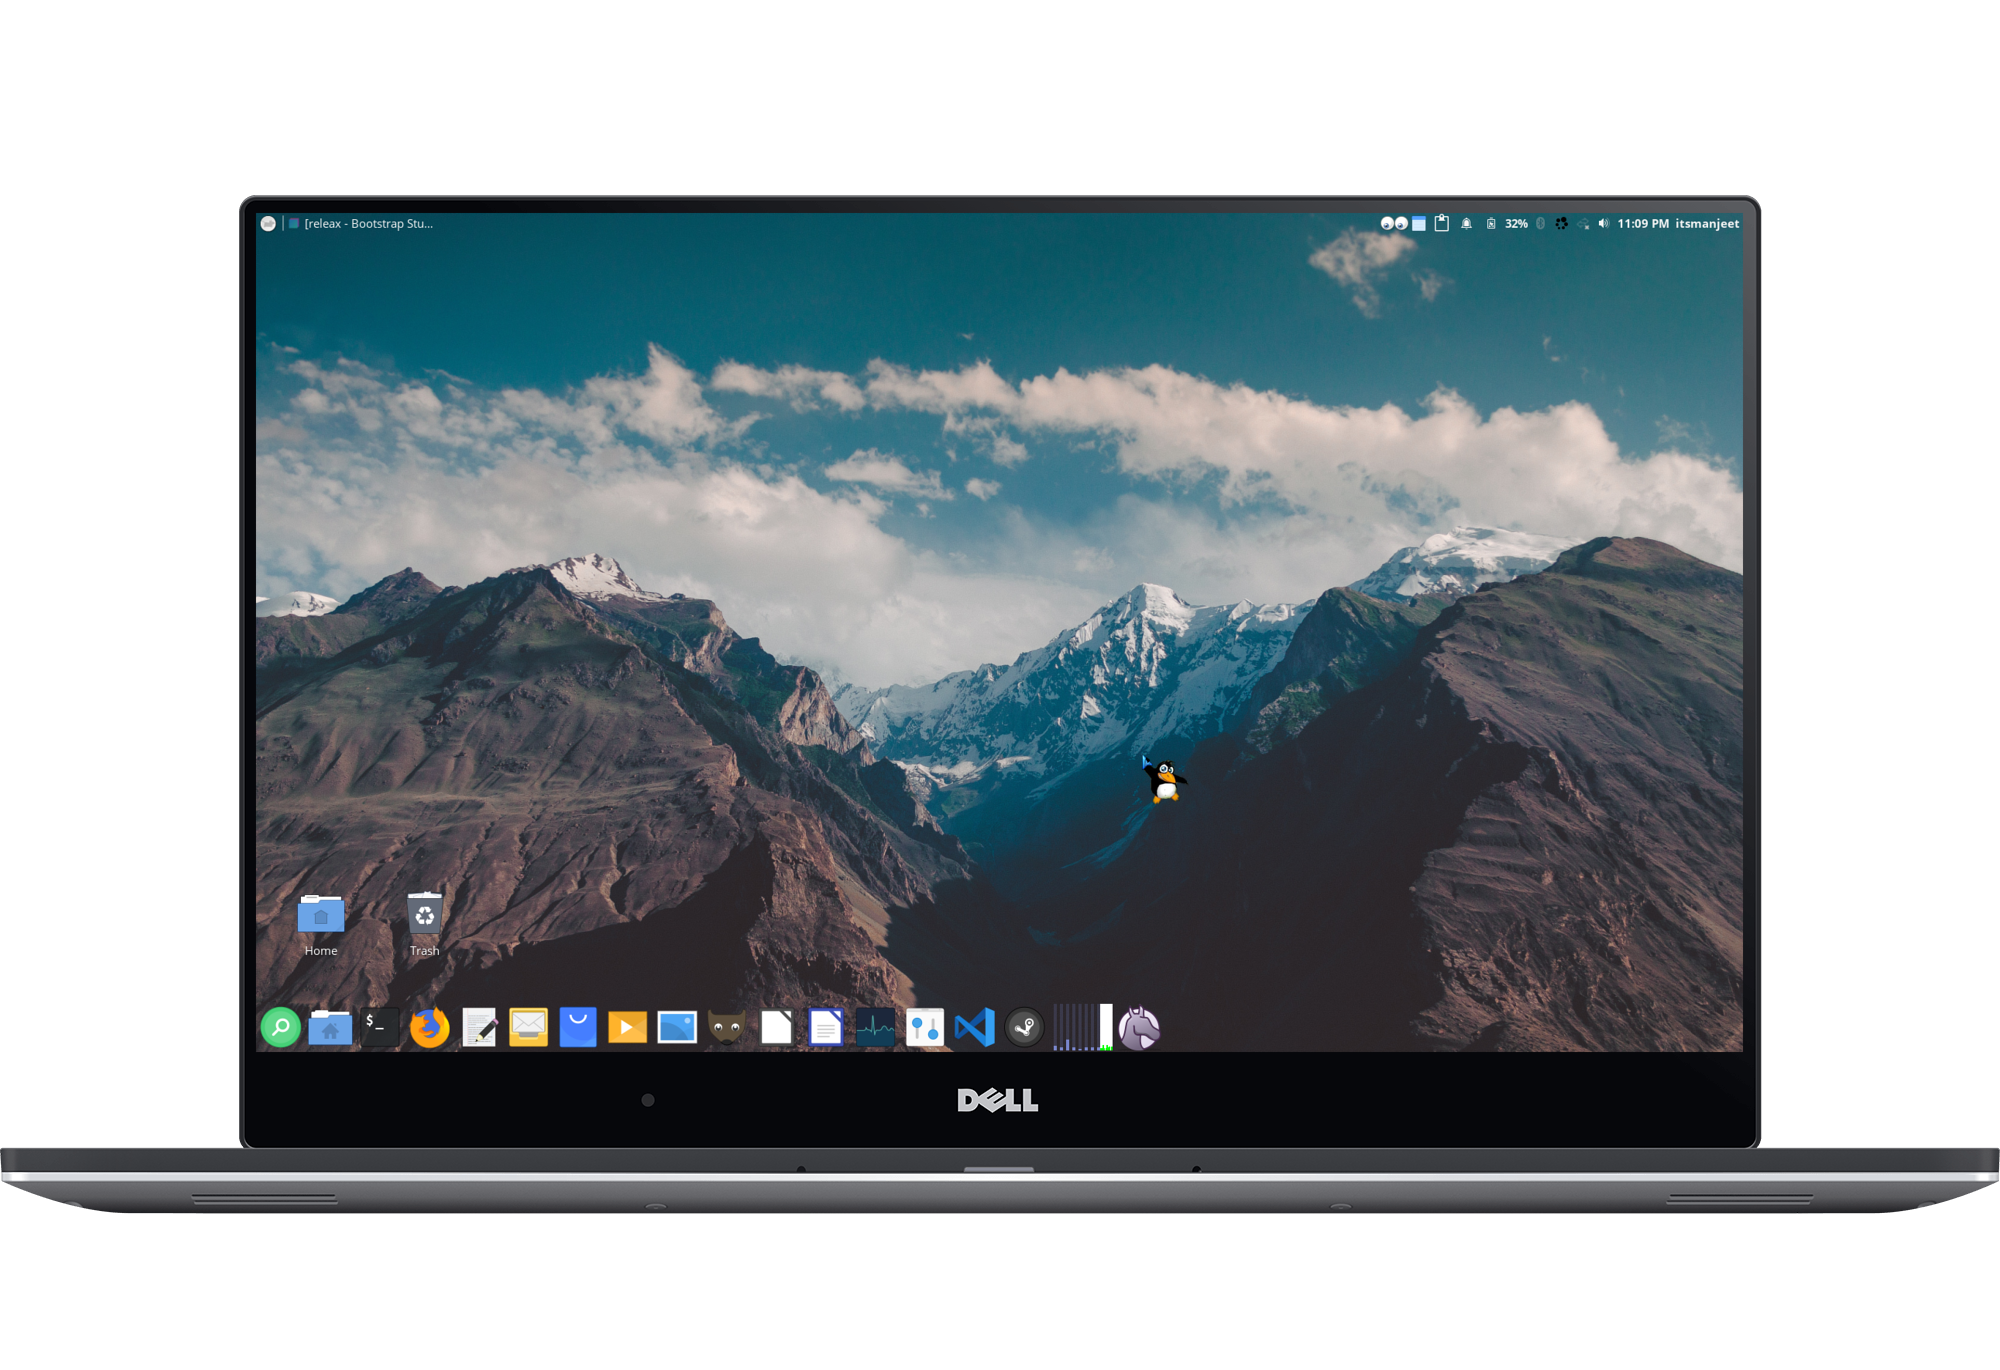 [releax - Bootstrap Stu...
32% 11:09 PM itsmanjeet
Home
Trash
$_
DELL